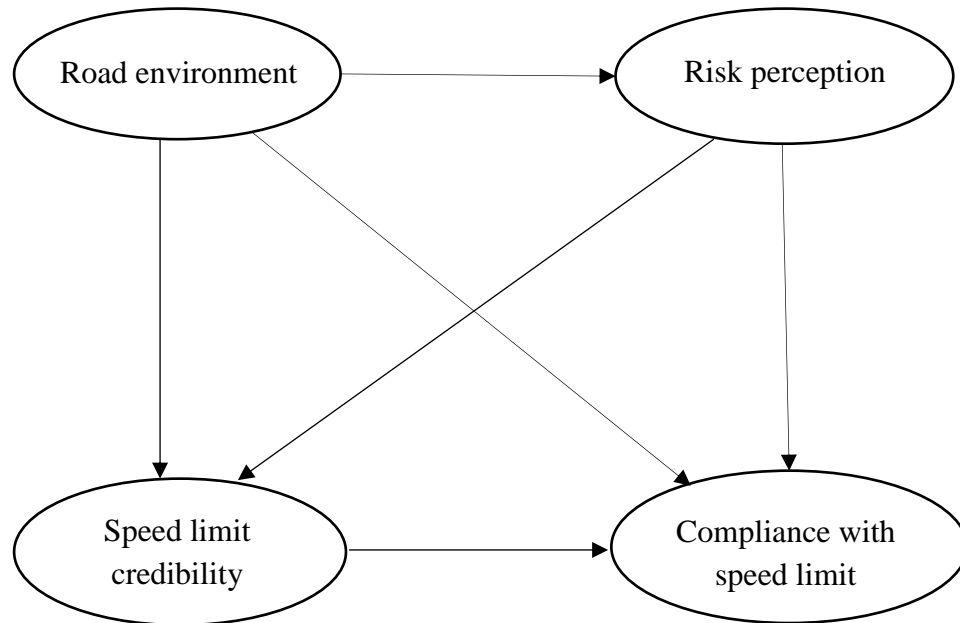 Road environment
Risk perception
Speed limit
credibility
Compliance with
speed limit